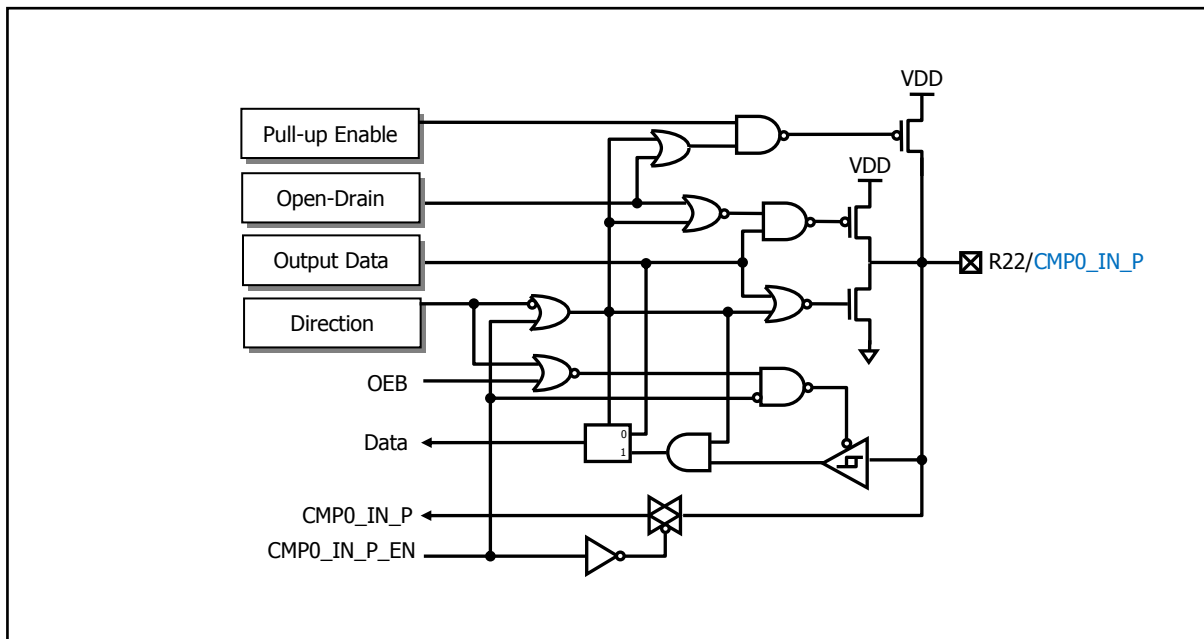 VDD
Pull-up Enable
VDD
Open-Drain
Output Data
R22/CMP0_IN_P
Direction
OEB
0
Data
1
CMP0_IN_P
CMP0_IN_P_EN